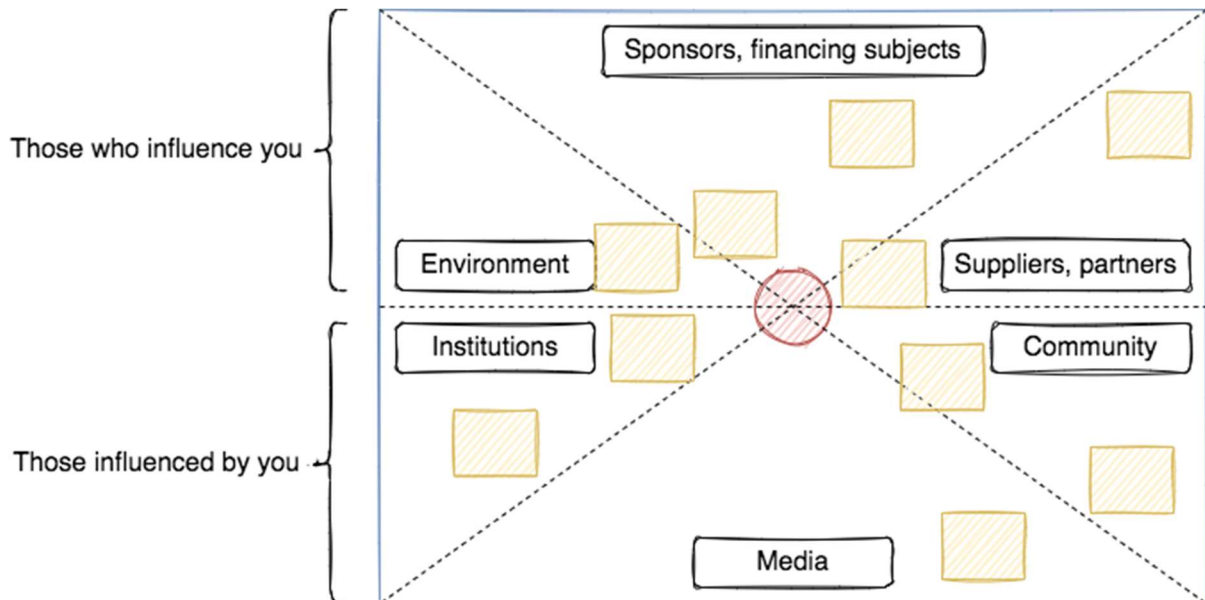 Sponsors, financing subjects
Those who influence you
Environment
Suppliers, partners
Institutions
Community
Those influenced by you
Media